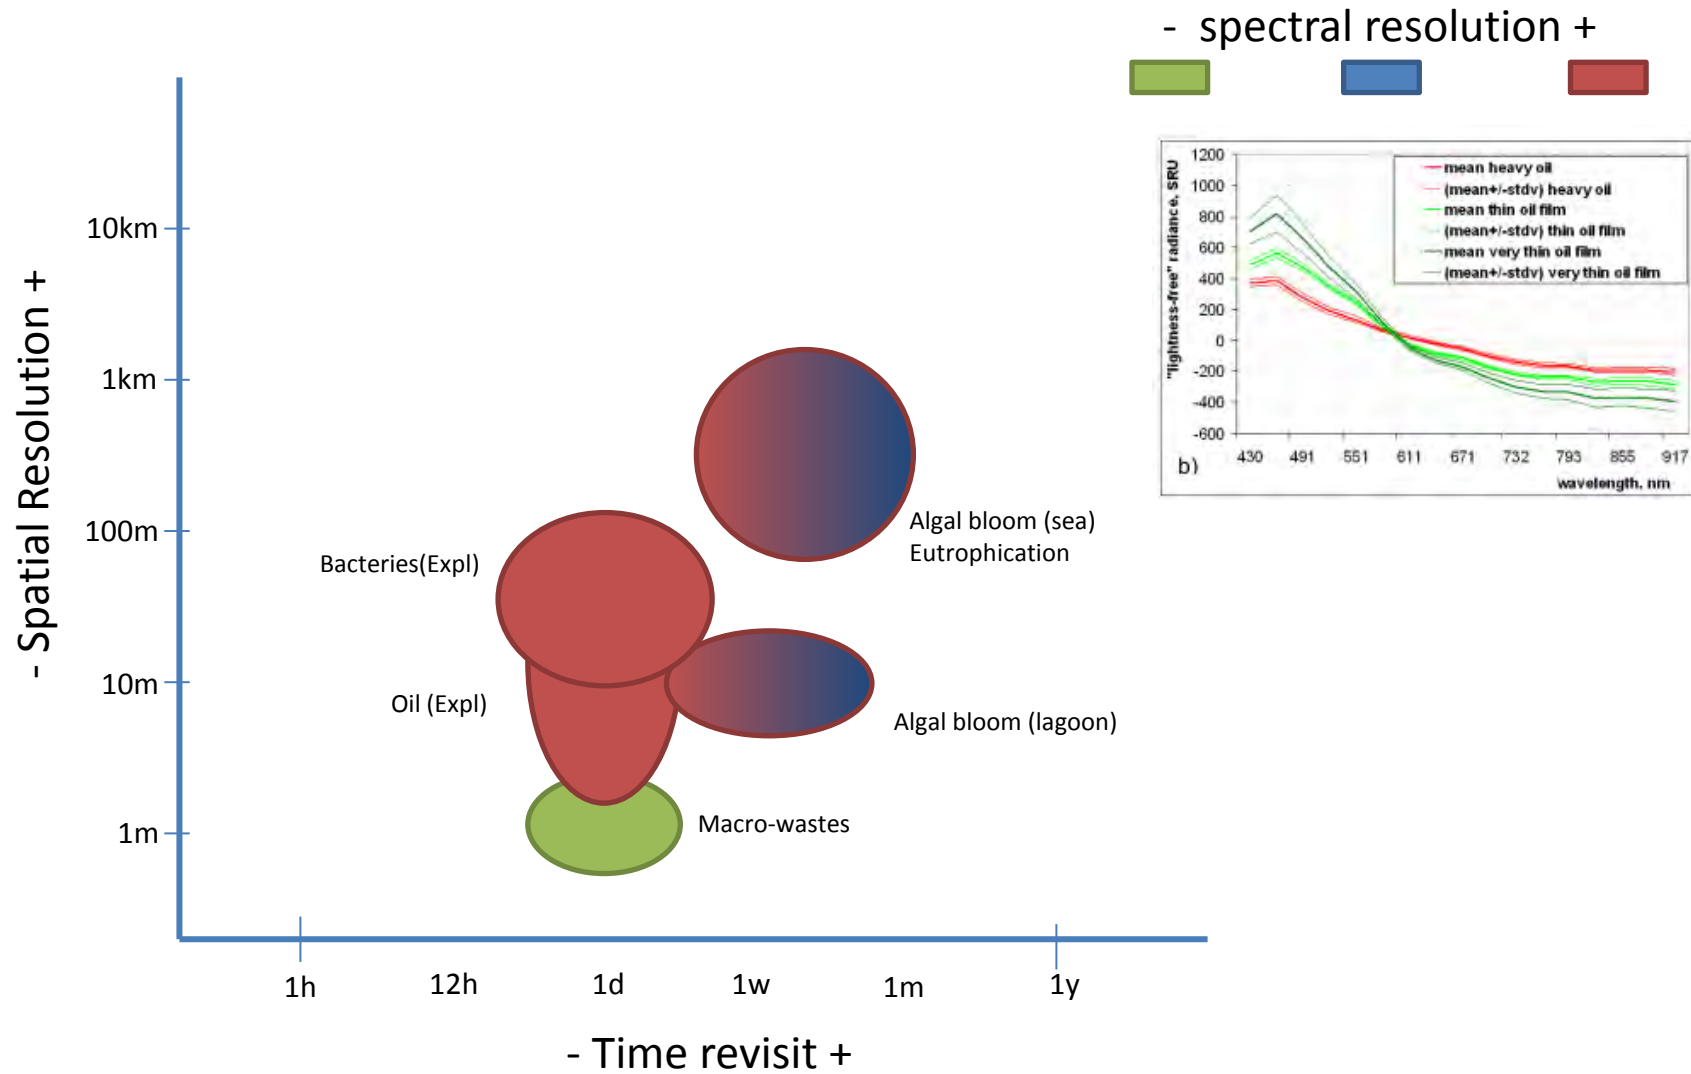 - spectral resolution +
- Spatial Resolution +
10km
1km
100m
10m
1m
Bacteries(Expl)
Oil (Expl)
Algal bloom (sea)
Eutrophication
Algal bloom (lagoon)
Macro-wastes
1h
12h
1d
1w
1m
1y
- Time revisit +
"lightness-free" radiance, SRU
1200
1000
800
600
400
200
0
-200
-400
-600
mean heavy oil
(mean+/-stdv) heavy oil
mean thin oil film
(mean+/-stdv) thin oil film
mean very thin oil film
(mean+/-stdv) very thin oil film
b)
430 491 551 611 671 732 793 855 917
wavelength, nm